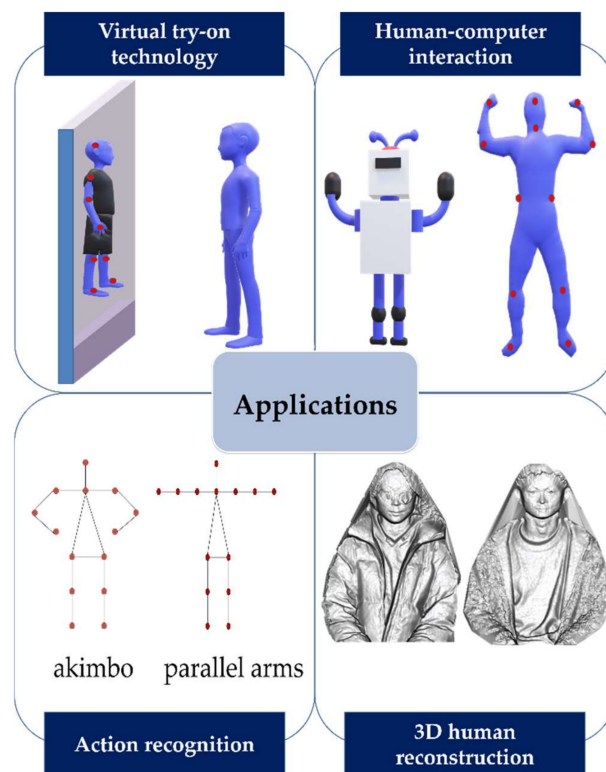 Virtual try-on
technology
Human-computer
interaction
Applications
akimbo
parallel arms
Action recognition
3D human
reconstruction